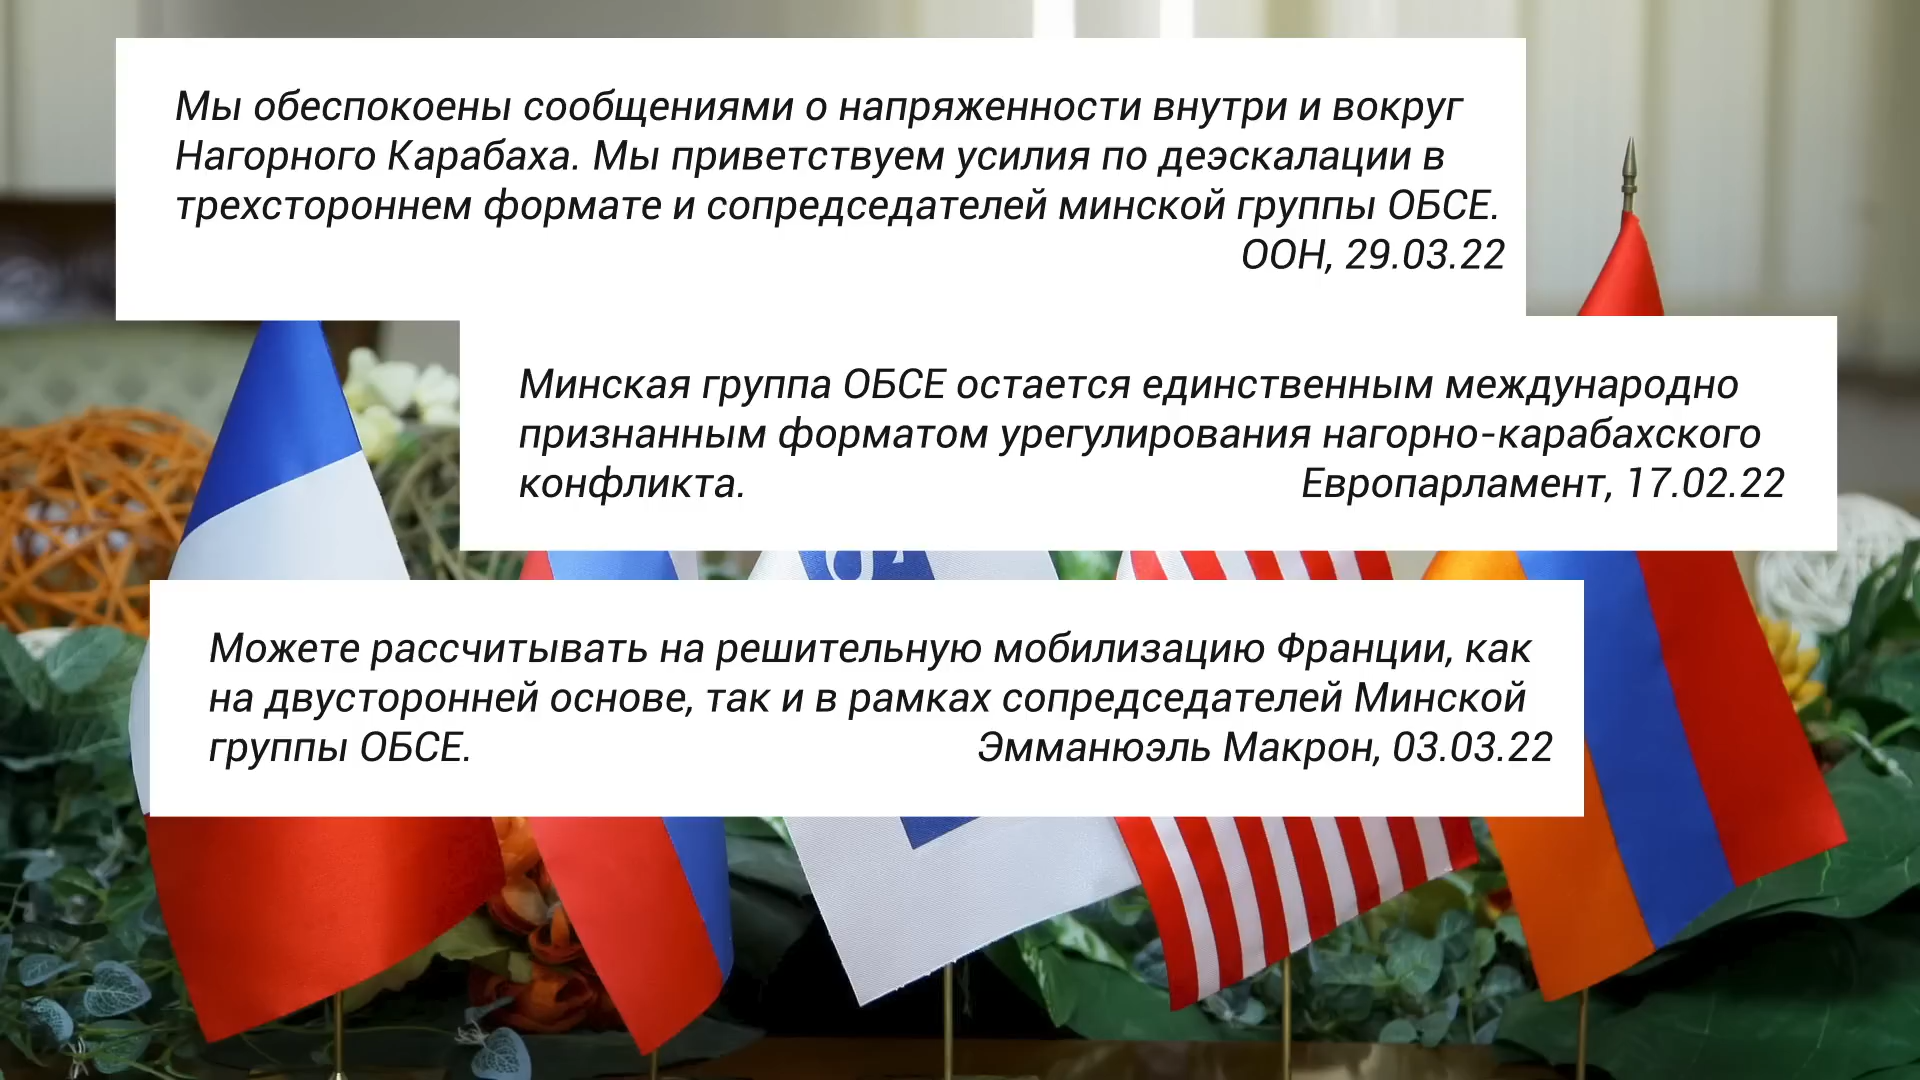 Мы обеспокоены сообщениями о напряженности внутри и вокруг
Нагорного Карабаха. Мы приветствуем усилия по деэскалации в
трехстороннем формате и сопредседателей минской группы ОБСЕ.
ООН, 29.03.22
Минская группа ОБСЕ остается единственным международно
признанным форматом урегулирования нагорно-карабахского
конфликта. Европарламент, 17.02.22
Можете рассчитывать на решительную мобилизацию Франции, как
на двусторонней основе, так и в рамках сопредседателей Минской
группы ОБСЕ. Эммануэль Макрон, 03.03.22